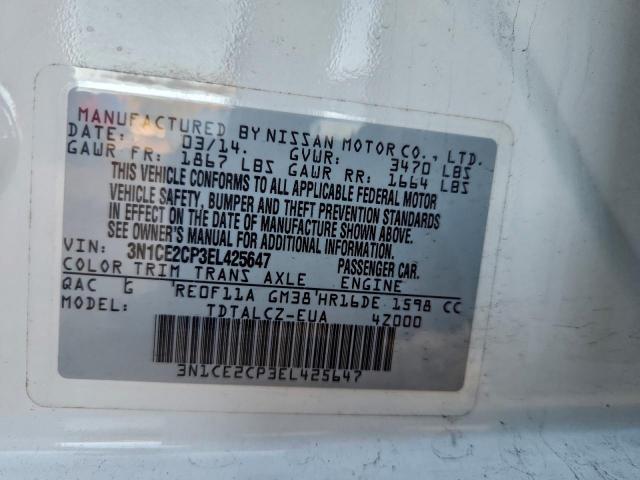 MANUFACTURED BY NISSAN MOTOR CO., LTD.
DATE: 03/14. GVWR: 3470 LBS
GAWR FR: 1867 LBS GAWR RR: 1664 LBS
THIS VEHICLE CONFORMS TO ALL APPLICABLE FEDERAL MOTOR
VEHICLE SAFETY, BUMPER AND THEFT PREVENTION STANDARDS
IN EFFECT ON THE DATE OF MANUFACTURE SHOWN ABOVE.
SEE OWNER'S MANUAL FOR ADDITIONAL INFORMATION.
VIN: 3N1CE2CP3EL425647 PASSENGER CAR.
COLOR TRIM TRANS AXLE ENGINE
QAC G RE0F11A GM38 HR16DE 1598 CC
MODEL: TDTALCZ-EUA 4Z000
3N1CE2CP3EL425647